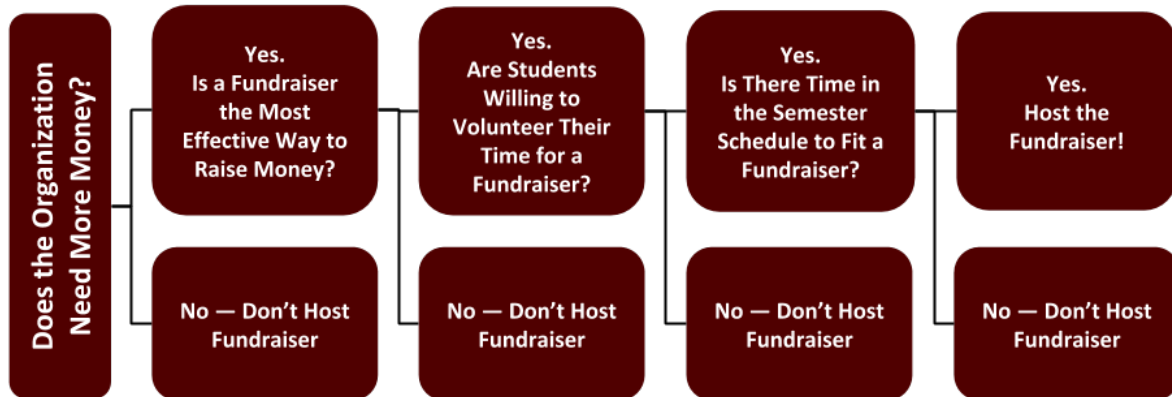 Does the Organization
Need More Money?
Yes.
Is a Fundraiser
the Most
Effective Way to
Raise Money?
No — Don’t Host
Fundraiser
Yes.
Are Students
Willing to
Volunteer Their
Time for a
Fundraiser?
No — Don’t Host
Fundraiser
Yes.
Is There Time in
the Semester
Schedule to Fit a
Fundraiser?
No — Don’t Host
Fundraiser
Yes.
Host the
Fundraiser!
No — Don’t Host
Fundraiser